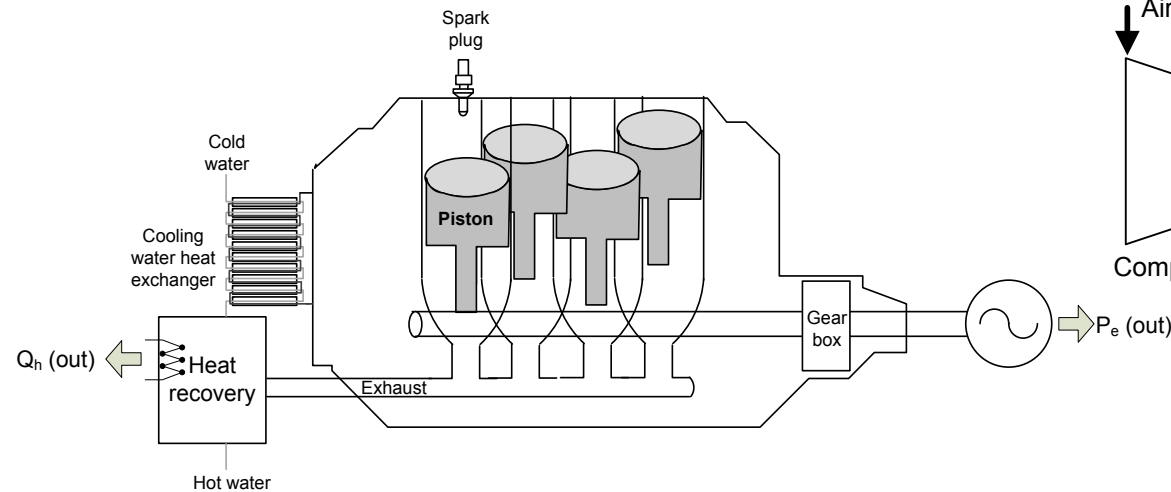 Spark
plug
Air
Cold
water
Piston
Cooling
water heat
exchanger
Gear
box
Pₑ (out)
Qₕ (out)
Heat
recovery
Exhaust
Hot water